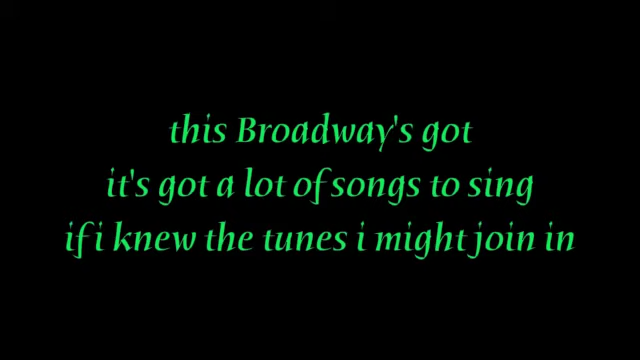 this Broadway's got
it's got a lot of songs to sing
if i knew the tunes i might join in